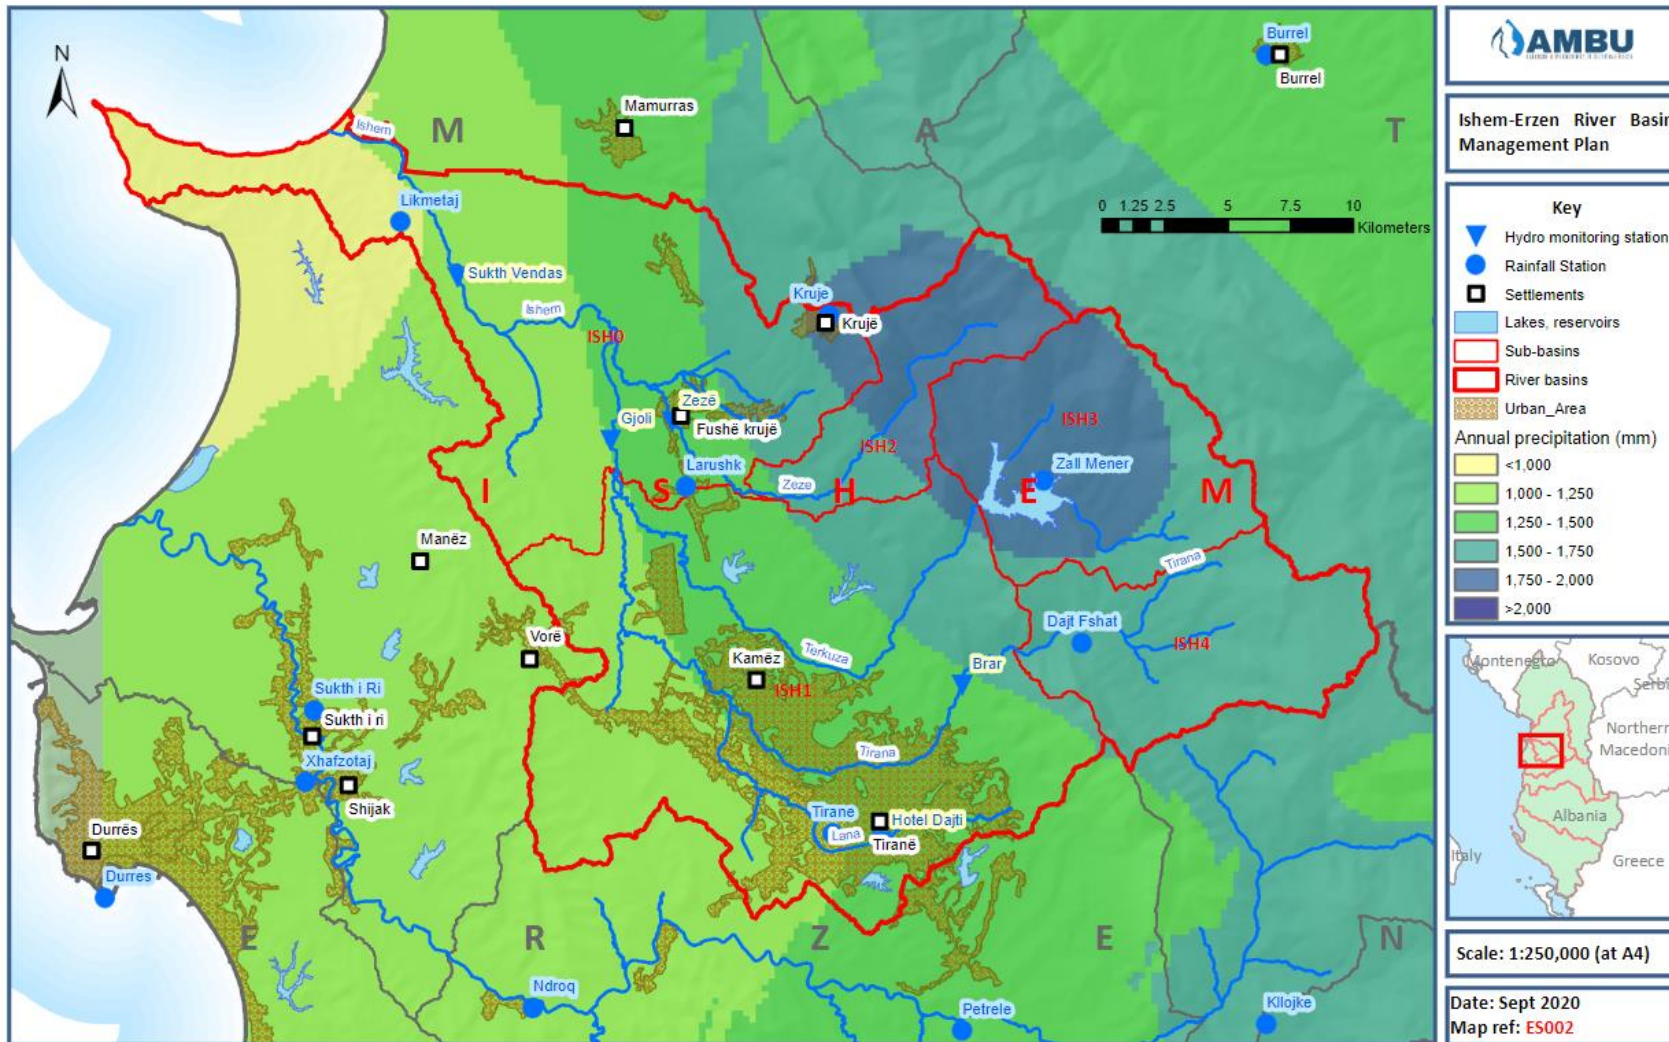 N
M
A
T
I
S
H
E
M
E
R
Z
E
N
Ishem
Mamurras
Burrel
Burrel
Likmetaj
Sukth Vendas
Ishem
ISH0
Kruje
Krujë
0 1.25 2.5 5 7.5 10
Kilometers
Zezë
Fushë krujë
Gjoli
Larushk
Zeze
ISH2
ISH3
Zall Mener
Manëz
Vorë
Kamëz
ISH1
Terkuza
Tirana
Dajt Fshat
ISH4
Brar
Tirana
Sukth i Ri
Sukth i ri
Xhafzotaj
Shijak
Durrës
Durres
Tirane
Hotel Dajti
Lana
Tiranë
Ndroq
Petrele
Kllojke
AMBU
Ishem-Erzen River Basin
Management Plan
Key
Hydro monitoring station
Rainfall Station
Settlements
Lakes, reservoirs
Sub-basins
River basins
Urban_Area
Annual precipitation (mm)
<1,000
1,000 - 1,250
1,250 - 1,500
1,500 - 1,750
1,750 - 2,000
>2,000
Montenegro
Kosovo
Serbi
Northern
Macedoni
Albania
Italy
Greece
Scale: 1:250,000 (at A4)
Date: Sept 2020
Map ref: ES002